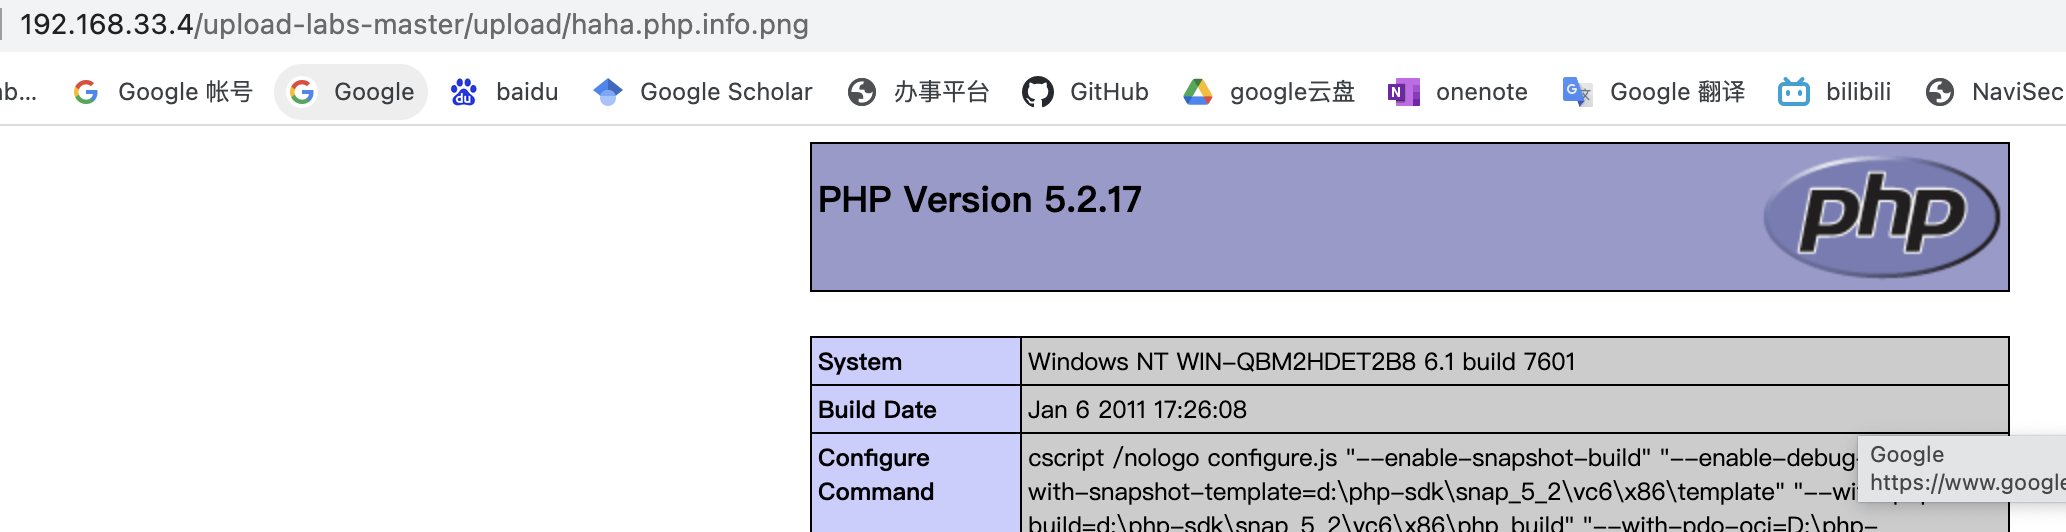 192.168.33.4/upload-labs-master/upload/haha.php.info.png
Google 帐号 Google baidu Google Scholar 办事平台 GitHub google云盘 onenote Google 翻译 bilibili NaviSec
PHP Version 5.2.17
php
System Windows NT WIN-QBM2HDET2B8 6.1 build 7601
Build Date Jan 6 2011 17:26:08
Configure Command
cscript /nologo configure.js "--enable-snapshot-build" "--enable-debug-
with-snapshot-template=d:\php-sdk\snap_5_2\vc6\x86\template" "--wi
build=d:\php-sdk\snap_5_2\vc6\x86\php_build" "--with-pdo-oci=D:\php-
Google
https://www.google